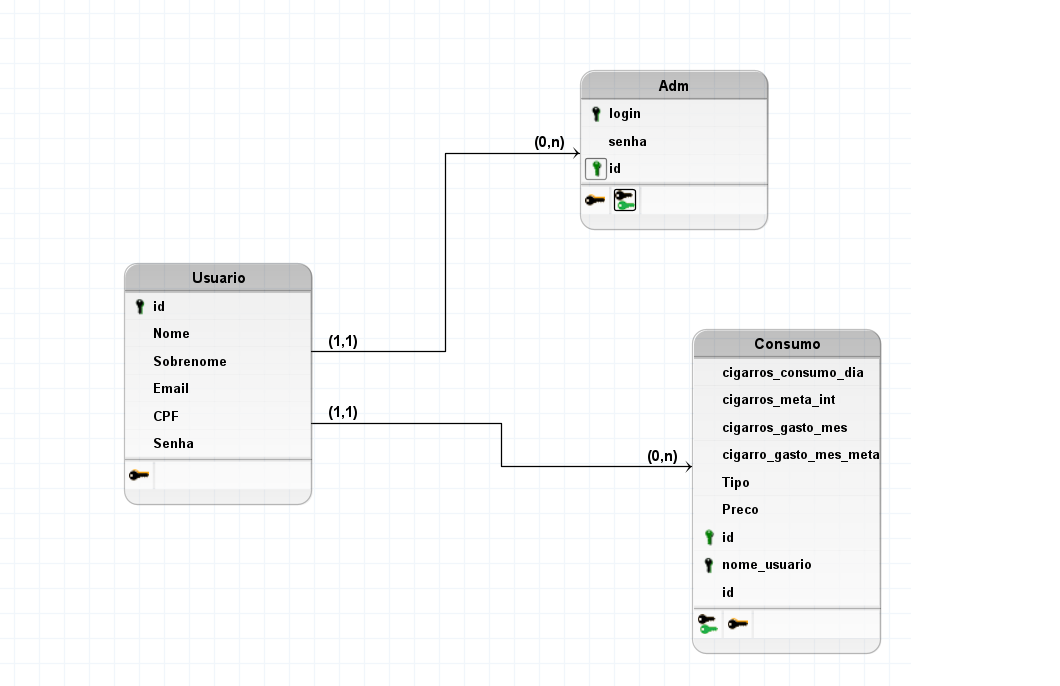 Adm
login
senha
id
(0,n)
Usuario
id
Nome
Sobrenome
Email
CPF
Senha
(1,1)
(1,1)
(0,n)
Consumo
cigarros_consumo_dia
cigarros_meta_int
cigarros_gasto_mes
cigarro_gasto_mes_meta
Tipo
Preco
id
nome_usuario
id